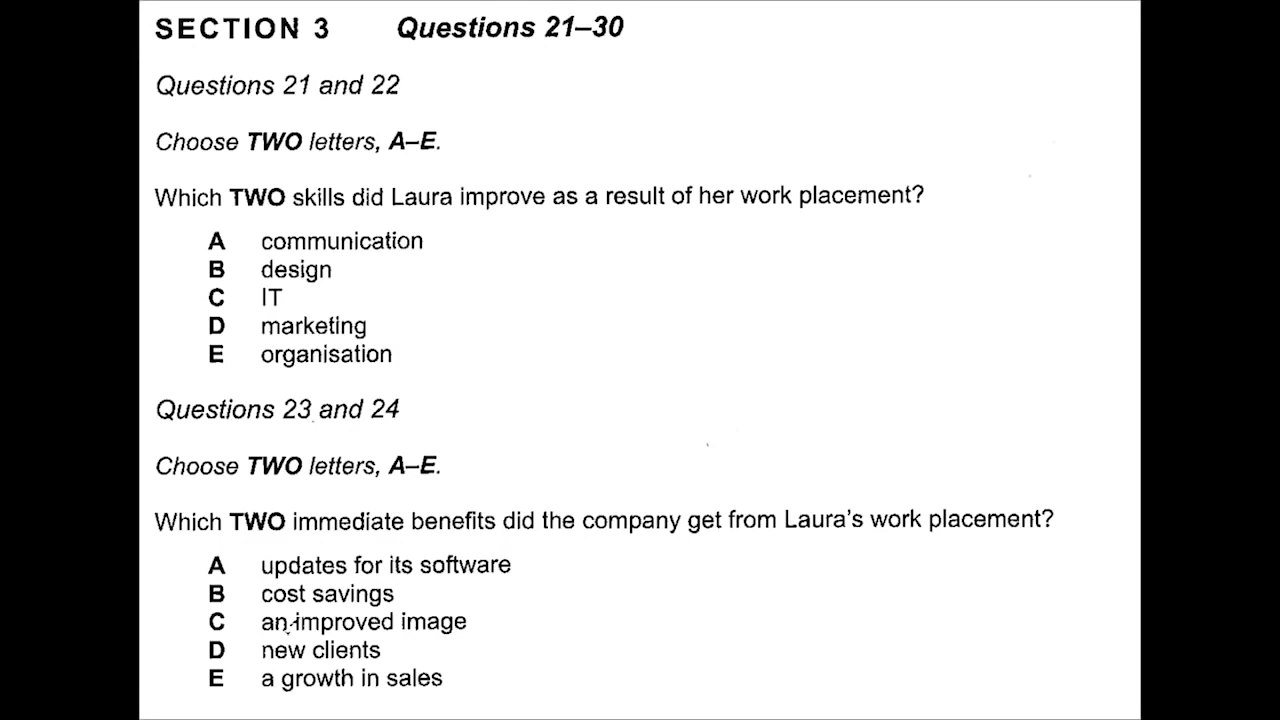 SECTION 3 Questions 21–30
Questions 21 and 22
Choose TWO letters, A–E.
Which TWO skills did Laura improve as a result of her work placement?
A communication
B design
C IT
D marketing
E organisation
Questions 23 and 24
Choose TWO letters, A–E.
Which TWO immediate benefits did the company get from Laura's work placement?
A updates for its software
B cost savings
C an improved image
D new clients
E a growth in sales